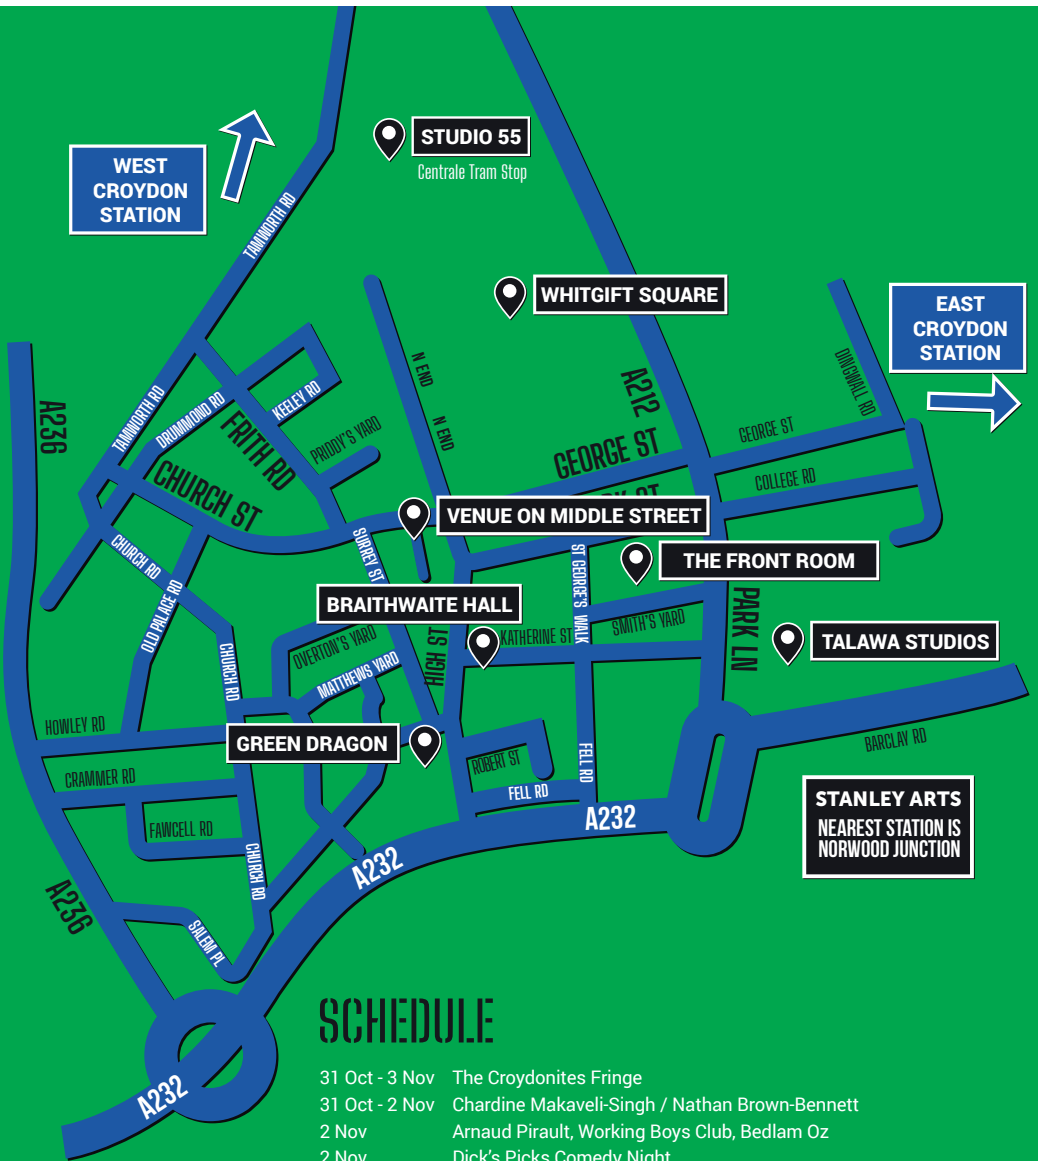 STUDIO 55
Centrale Tram Stop
WEST
CROYDON
STATION
TAMWORTH RD
WHITGIFT SQUARE
EAST
CROYDON
STATION
A236
TAMWORTH RD
DRUMMOND RD
KEELEY RD
FRITH RD
PRIDDY'S YARD
N END
N END
A212
DINGWALL RD
GEORGE ST
GEORGE ST
COLLEGE RD
CHURCH ST
VENUE ON MIDDLE STREET
CHURCH RD
OLD PALACE RD
SURREY ST
ST GEORGE'S WALK
THE FRONT ROOM
BRAITHWAITE HALL
OVERTON'S YARD
HIGH ST
KATHERINE ST
SMITH'S YARD
PARK LN
TALAWA STUDIOS
CHURCH RD
MATTHEWS YARD
HOWLEY RD
GREEN DRAGON
ROBERT ST
FELL RD
BARCLAY RD
CRAMMER RD
FELL RD
FAWCELL RD
A232
STANLEY ARTS
NEAREST STATION IS
NORWOOD JUNCTION
CHURCH RD
A232
A236
SALEM PL
A232
SCHEDULE
31 Oct - 3 Nov The Croydonites Fringe
31 Oct - 2 Nov Chardine Makaveli-Singh / Nathan Brown-Bennett
2 Nov Arnaud Pirault, Working Boys Club, Bedlam Oz
2 Nov Dick's Picks Comedy Night